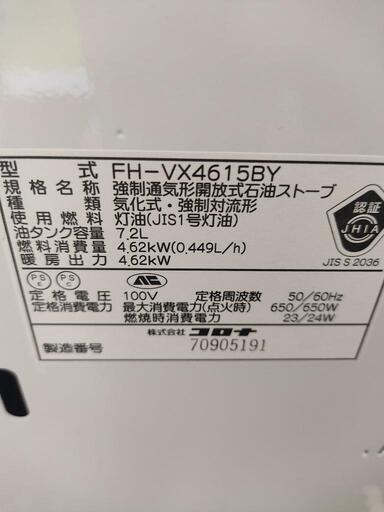 型 式 FH-VX4615BY
規格名称 強制通気形開放式石油ストーブ
種類 気化式・強制対流形
使用燃料 灯油(JIS1号灯油)
油タンク容量 7.2L
燃料消費量 4.62kW(0.449L/h)
暖房出力 4.62kW
認証
JHIA
JIS S 2036
PS
E
PS
C
定格電圧 100V 定格周波数 50/60Hz
定格消費電力 最大消費電力(点火時) 650/650W
燃焼時消費電力 23/24W
株式会社 コロナ
製造番号 70905191